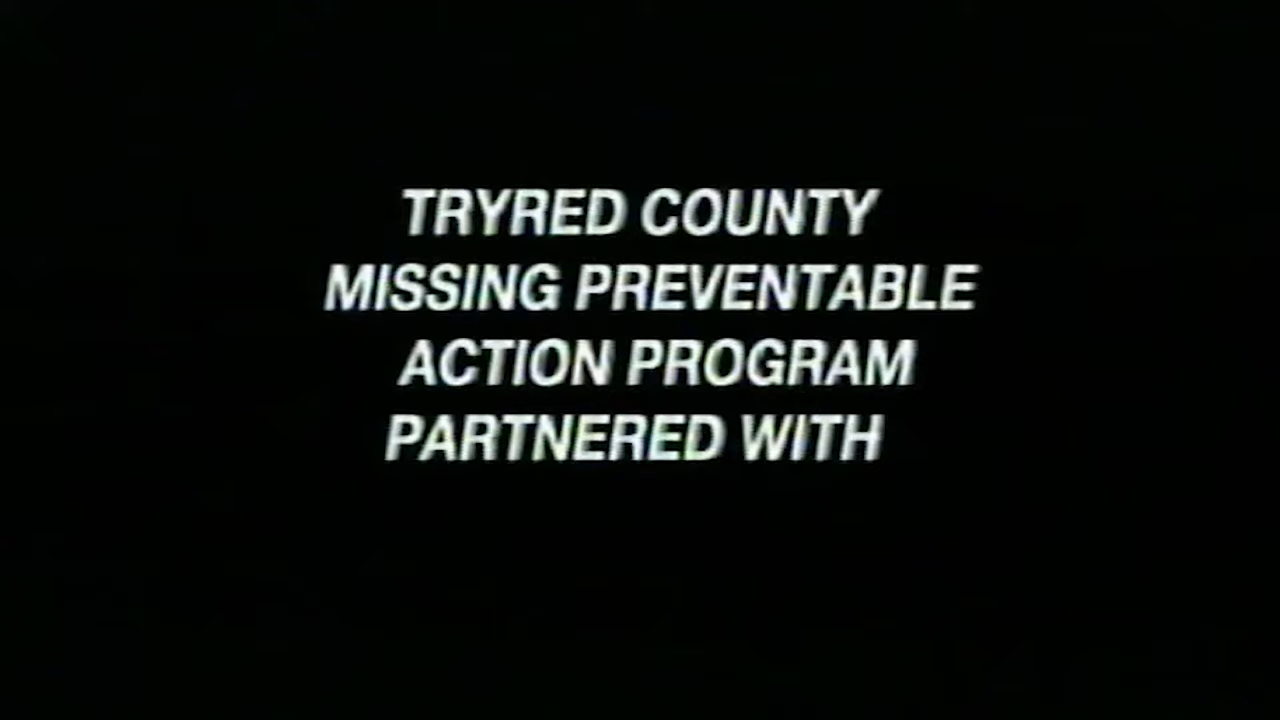 TRYRED COUNTY
MISSING PREVENTABLE
ACTION PROGRAM
PARTNERED WITH